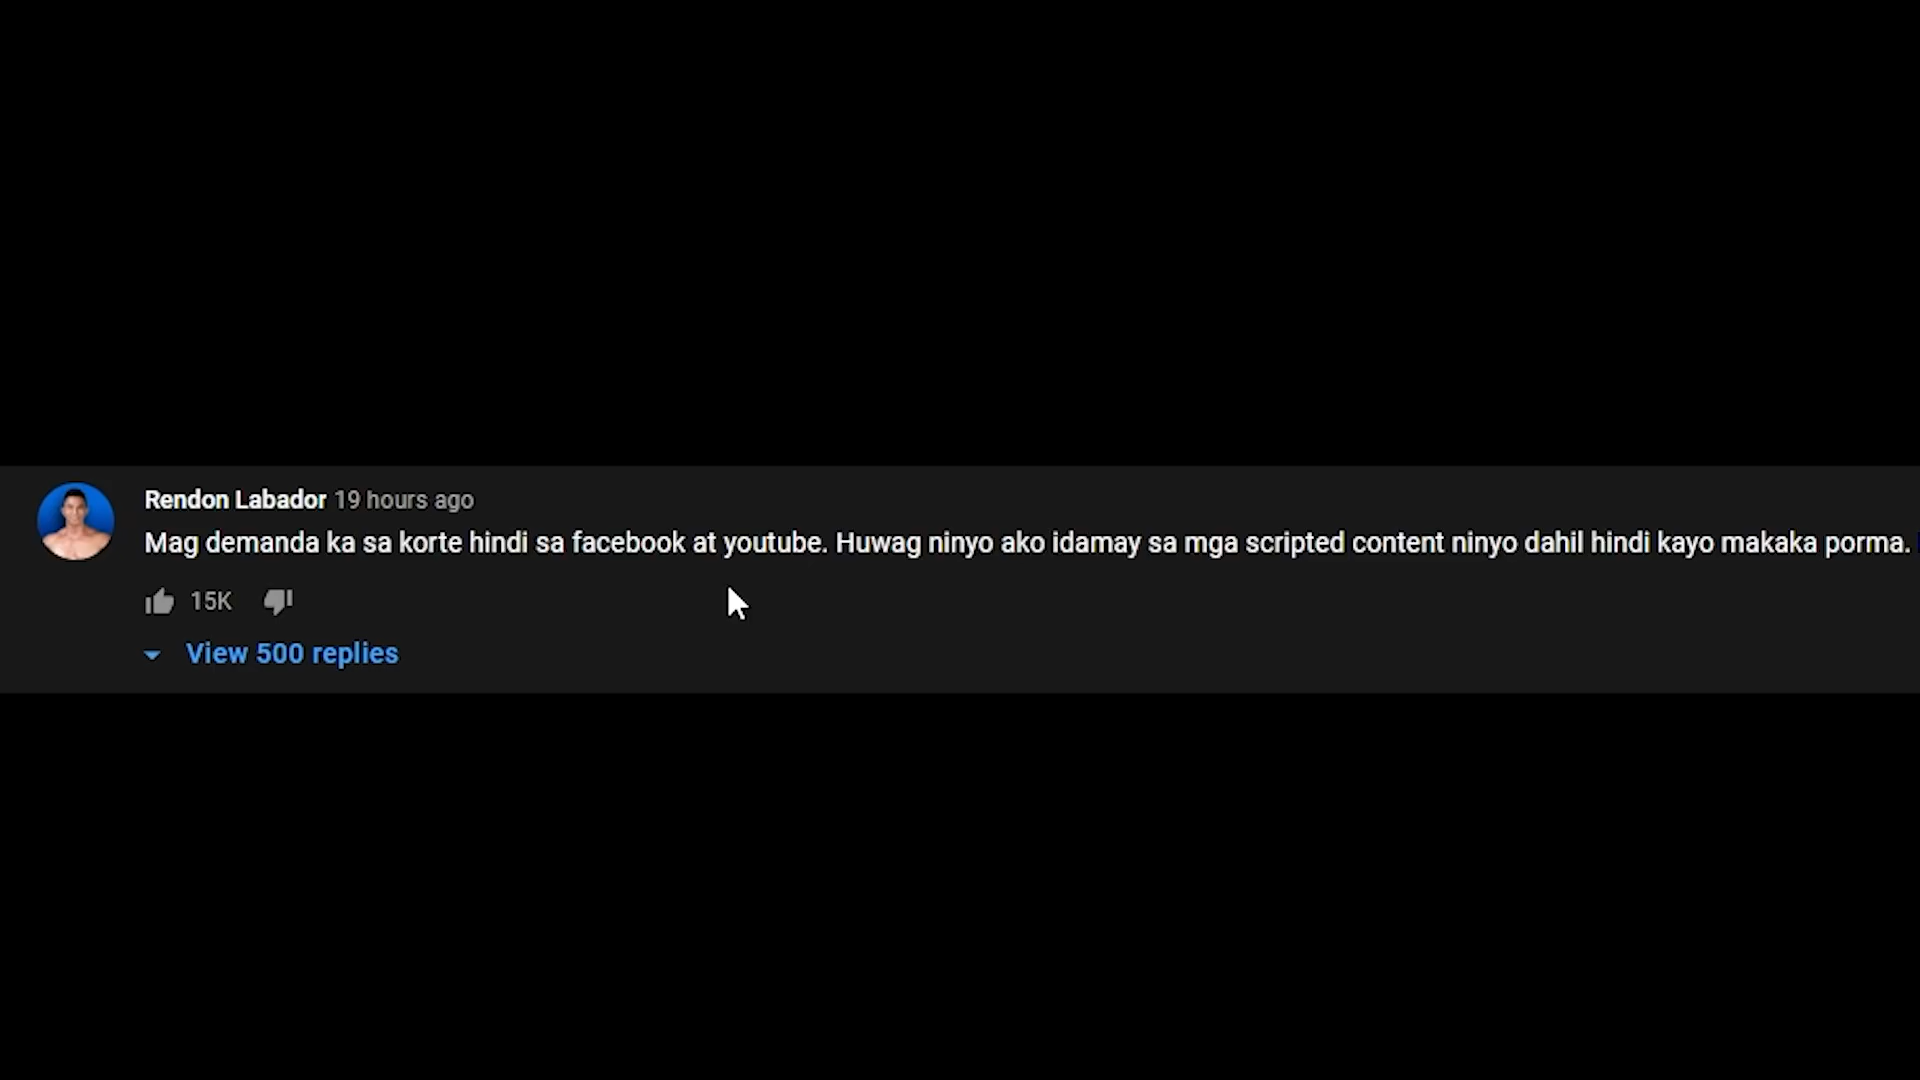 Rendon Labador 19 hours ago
Mag demanda ka sa korte hindi sa facebook at youtube. Huwag ninyo ako idamay sa mga scripted content ninyo dahil hindi kayo makaka porma.
15K
View 500 replies